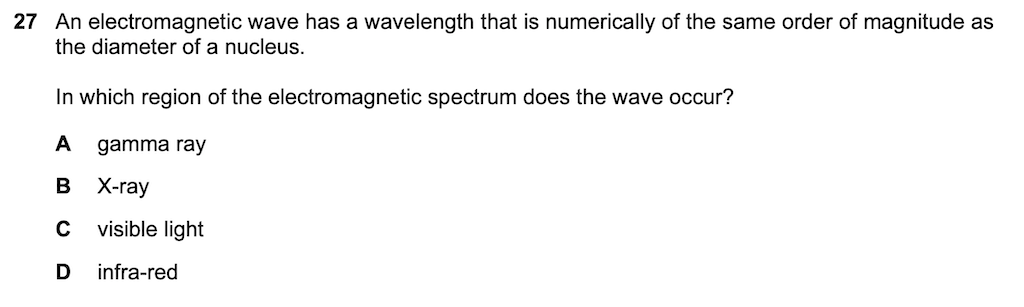 27 An electromagnetic wave has a wavelength that is numerically of the same order of magnitude as
the diameter of a nucleus.
In which region of the electromagnetic spectrum does the wave occur?
A gamma ray
B X-ray
C visible light
D infra-red